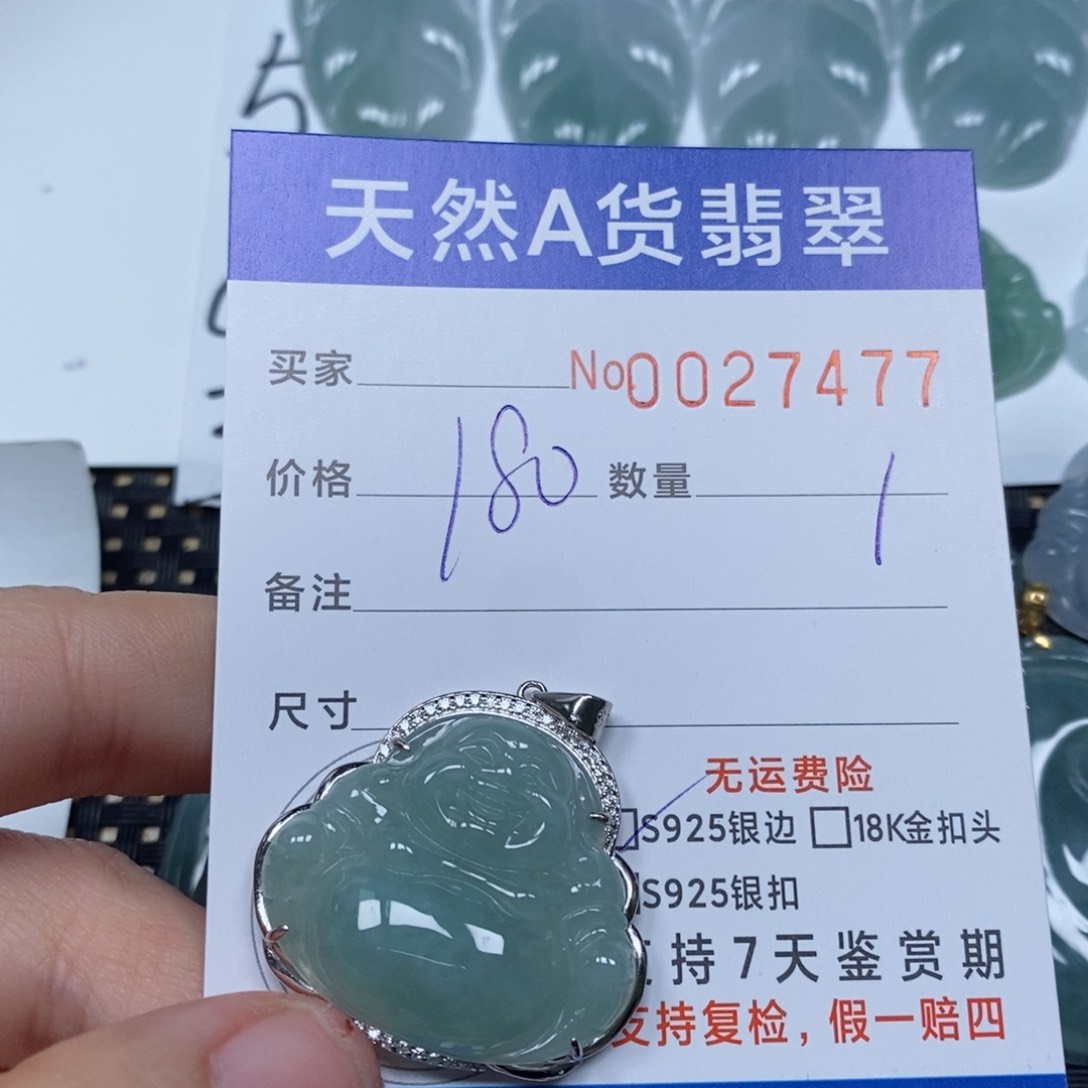 5
天然A货翡翠
买家 No0027477
价格 180 数量 1
备注
尺寸
无运费险
S925银边 18K金扣头
S925银扣
支持7天鉴赏期
支持复检，假一赔四